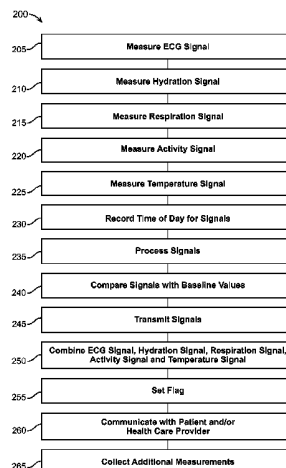 200
205
Measure ECG Signal
210
Measure Hydration Signal
215
Measure Respiration Signal
220
Measure Activity Signal
225
Measure Temperature Signal
230
Record Time of Day for Signals
235
Process Signals
240
Compare Signals with Baseline Values
245
Transmit Signals
250
Combine ECG Signal, Hydration Signal, Respiration Signal,
Activity Signal and Temperature Signal
255
Set Flag
260
Communicate with Patient and/or
Health Care Provider
265
Collect Additional Measurements